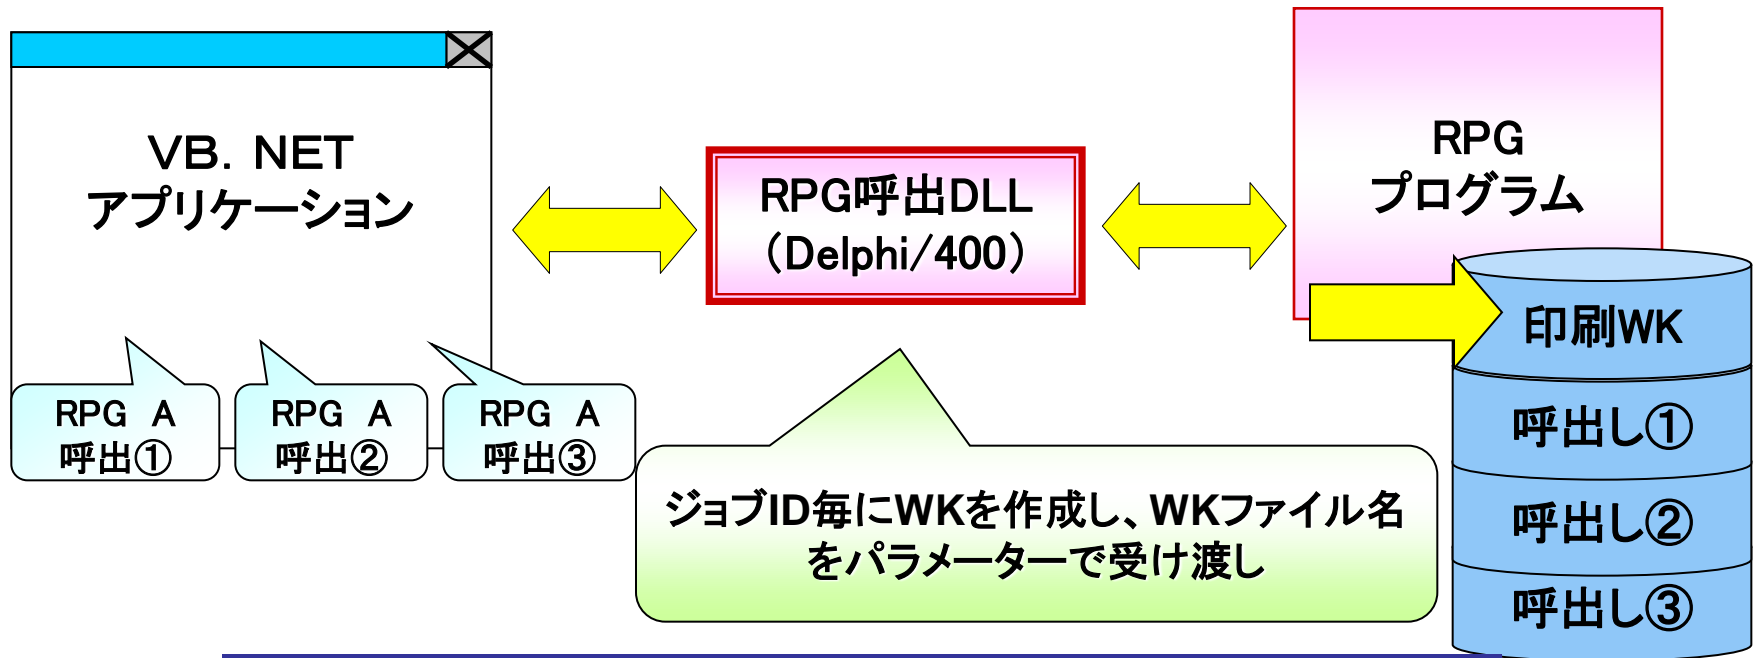 ＶＢ．ＮＥＴ
アプリケーション
RPG　A
呼出①
RPG　A
呼出②
RPG　A
呼出③
RPG呼出DLL
（Delphi/400）
ジョブID毎にWKを作成し、WKファイル名
をパラメーターで受け渡し
RPG
プログラム
印刷WK
呼出し①
呼出し②
呼出し③